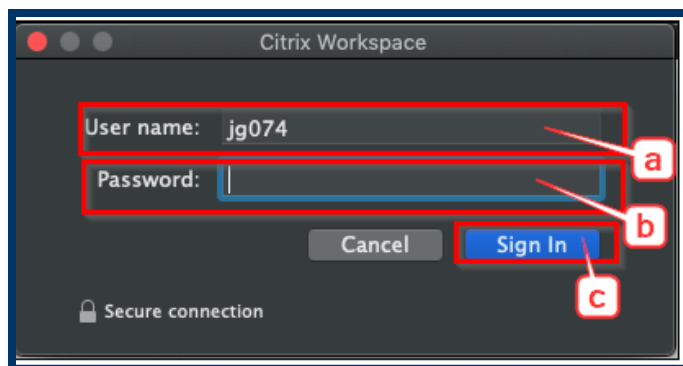 Citrix Workspace
User name: jg074
a
Password:
b
Cancel Sign In
c
Secure connection